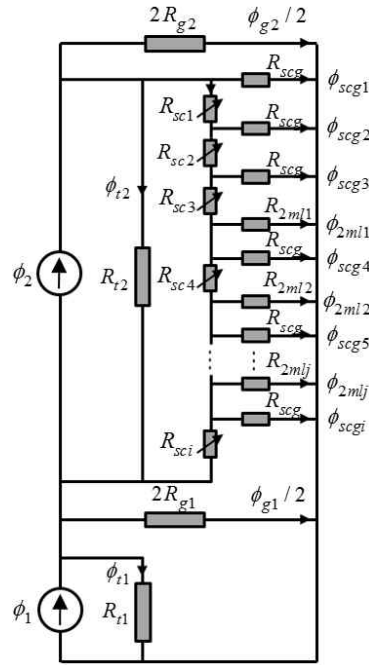 2R_{g2} ϕ_{g2} / 2
R_{scg} ϕ_{scg1}
R_{sc1}
R_{scg} ϕ_{scg2}
R_{sc2}
R_{scg} ϕ_{scg3}
ϕ_{t2} R_{sc3}
R_{2ml1} ϕ_{2ml1}
R_{scg} ϕ_{scg4}
ϕ_2 R_{t2} R_{sc4}
R_{2ml2} ϕ_{2ml2}
R_{scg} ϕ_{scg5}
R_{2mlj} ϕ_{2mlj}
R_{scg} ϕ_{scgi}
R_{sci}
2R_{g1} ϕ_{g1} / 2
ϕ_{t1}
ϕ_1 R_{t1}